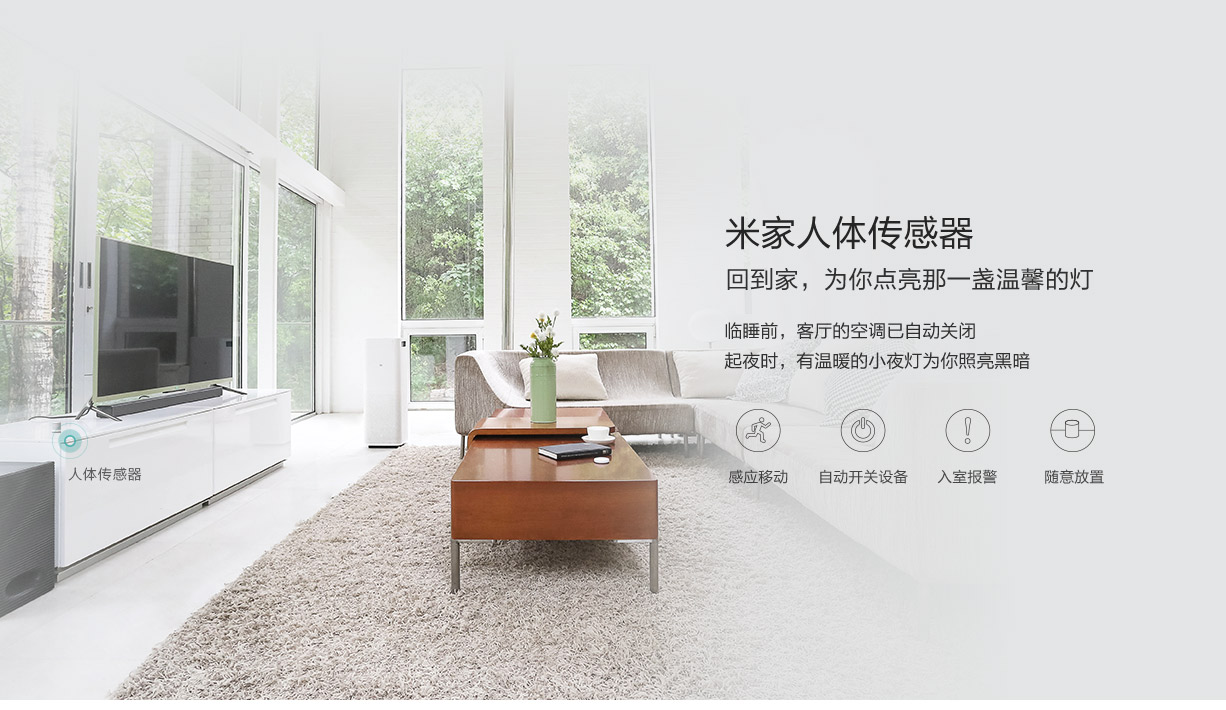 米家人体传感器
回到家，为你点亮那一盏温馨的灯
临睡前，客厅的空调已自动关闭
起夜时，有温暖的小夜灯为你照亮黑暗
感应移动
自动开关设备
入室报警
随意放置
人体传感器